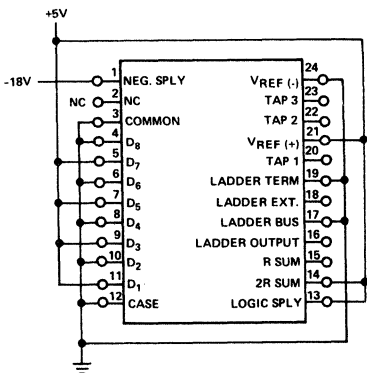 +5V
-18V
NC
1 NEG. SPLY
2 NC
3 COMMON
4 D8
5 D7
6 D6
7 D5
8 D4
9 D3
10 D2
11 D1
12 CASE
VREF (-) 24
TAP 3 23
TAP 2 22
VREF (+) 21
TAP 1 20
LADDER TERM 19
LADDER EXT. 18
LADDER BUS 17
LADDER OUTPUT 16
R SUM 15
2R SUM 14
LOGIC SPLY 13